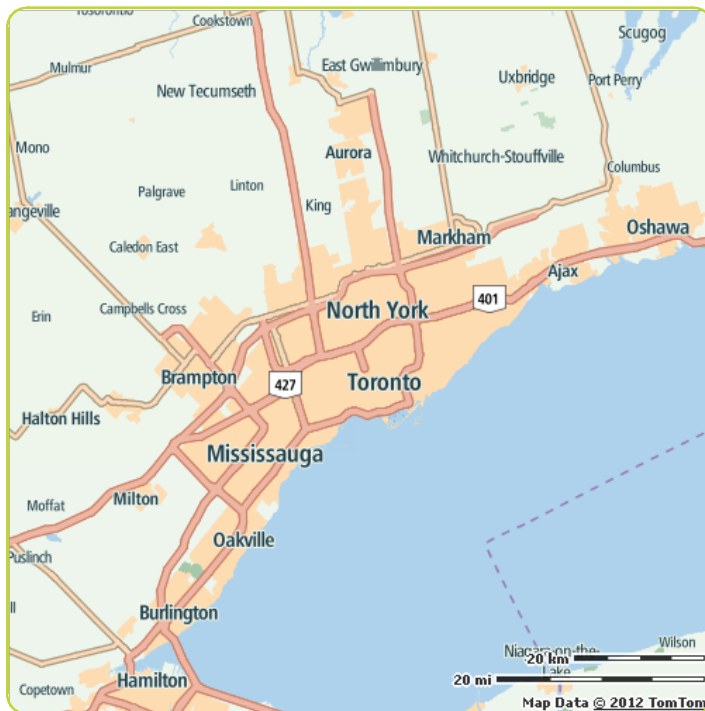 Cookstown
Scugog
Mulmur
East Gwillimbury
Uxbridge
Port Perry
New Tecumseth
Mono
Aurora
Whitchurch-Stouffville
Columbus
Palgrave
Linton
King
angeville
Oshawa
Markham
Caledon East
Ajax
401
Campbells Cross
North York
Erin
Brampton
427
Toronto
Halton Hills
Mississauga
Milton
Moffat
Oakville
Puslinch
ll
Burlington
Niagara-on-the-
Lake
Wilson
20 km
Hamilton
20 mi
Copetown
Map Data © 2012 TomTom